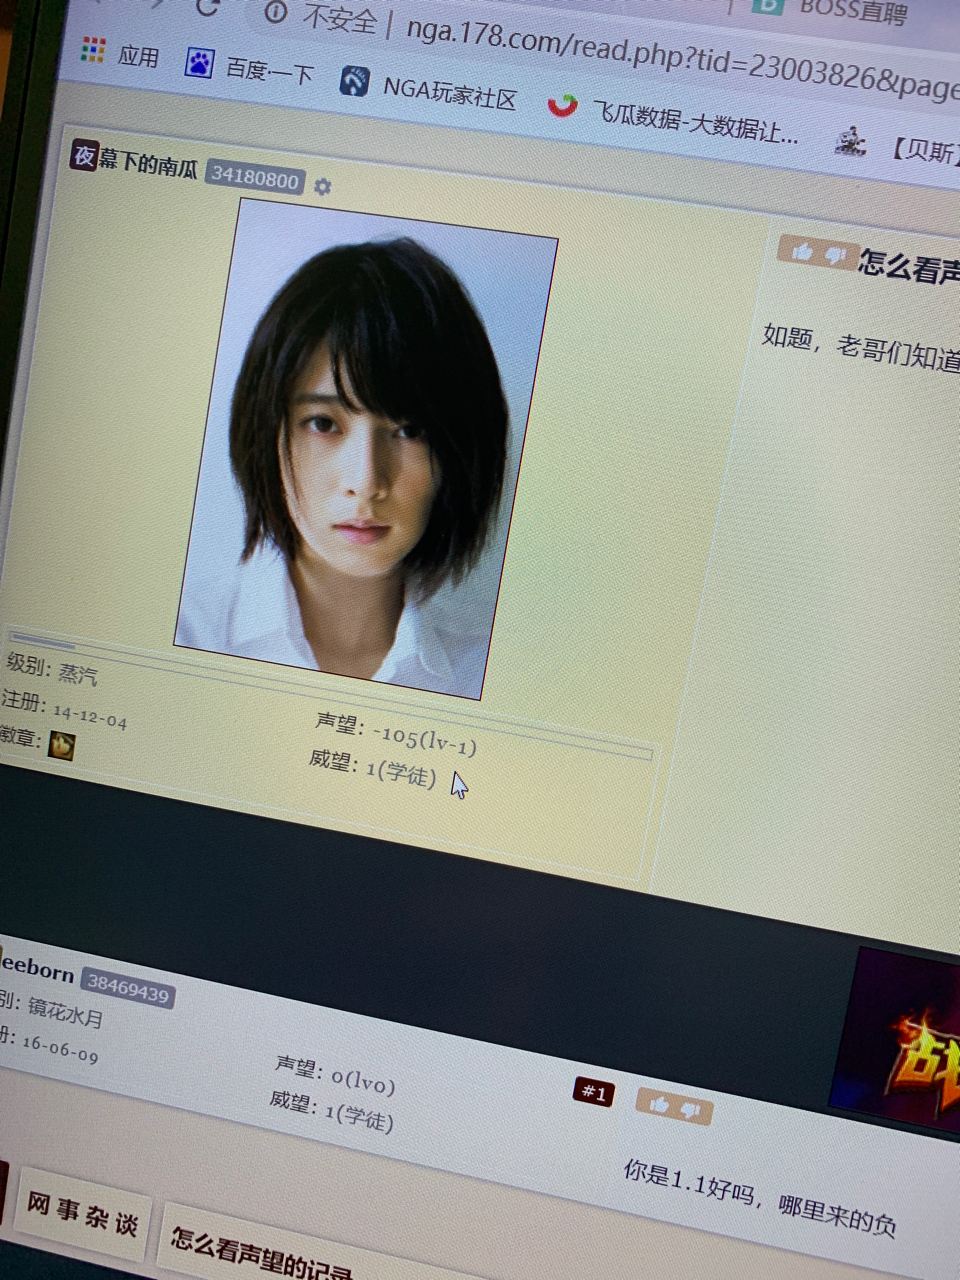 BOSS直聘
不安全 | nga.178.com/read.php?tid=23003826&page
应用 百度一下 NGA玩家社区 飞瓜数据-大数据让... 【贝斯】
夜幕下的南瓜 34180800
怎么看声
如题，老哥们知道
级别: 蒸汽
注册: 14-12-04
徽章:
声望: -105(lv-1)
威望: 1(学徒)
eeborn 38469439
别: 镜花水月
册: 16-06-09
声望: 0(lv0)
威望: 1(学徒)
#1
你是1.1好吗，哪里来的负
网事杂谈
怎么看声望的记录